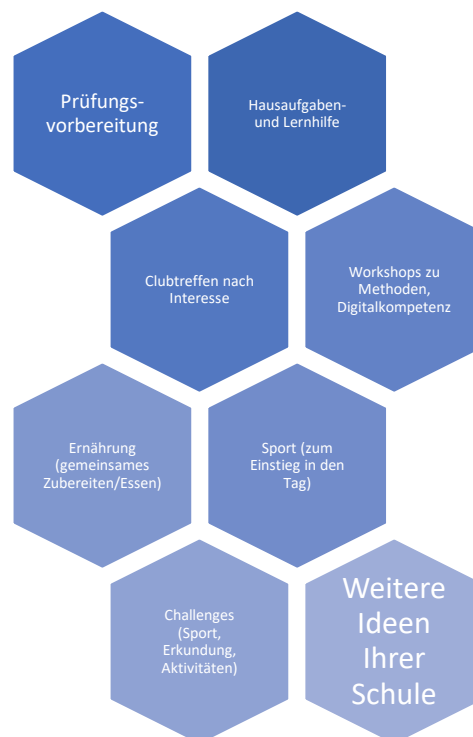 Prüfungs-
vorbereitung
Hausaufgaben-
und Lernhilfe
Clubtreffen nach
Interesse
Workshops zu
Methoden,
Digitalkompetenz
Ernährung
(gemeinsames
Zubereiten/Essen)
Sport (zum
Einstieg in den
Tag)
Challenges
(Sport,
Erkundung,
Aktivitäten)
Weitere
Ideen
Ihrer
Schule